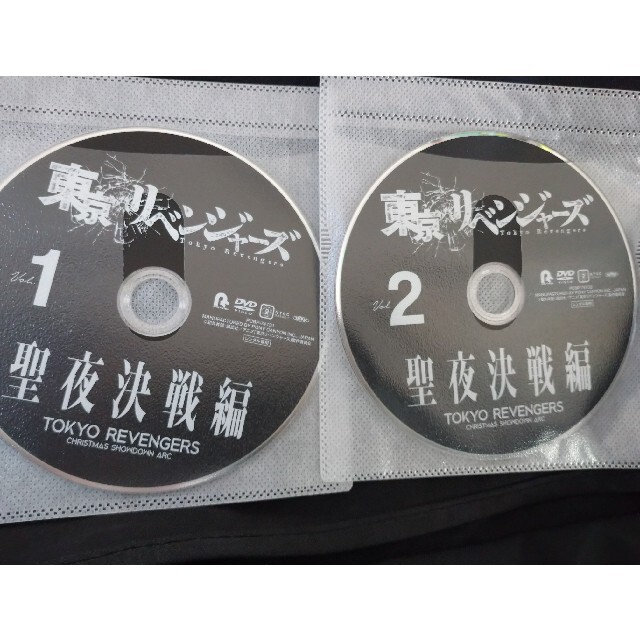 東京リベンジャーズ
Tokyo Revengers
Vol. 1
DVD
VIDEO
聖夜決戦編
TOKYO REVENGERS
CHRISTMAS SHOWDOWN ARC
東京リベンジャーズ
Tokyo Revengers
Vol. 2
DVD
VIDEO
聖夜決戦編
TOKYO REVENGERS
CHRISTMAS SHOWDOWN ARC